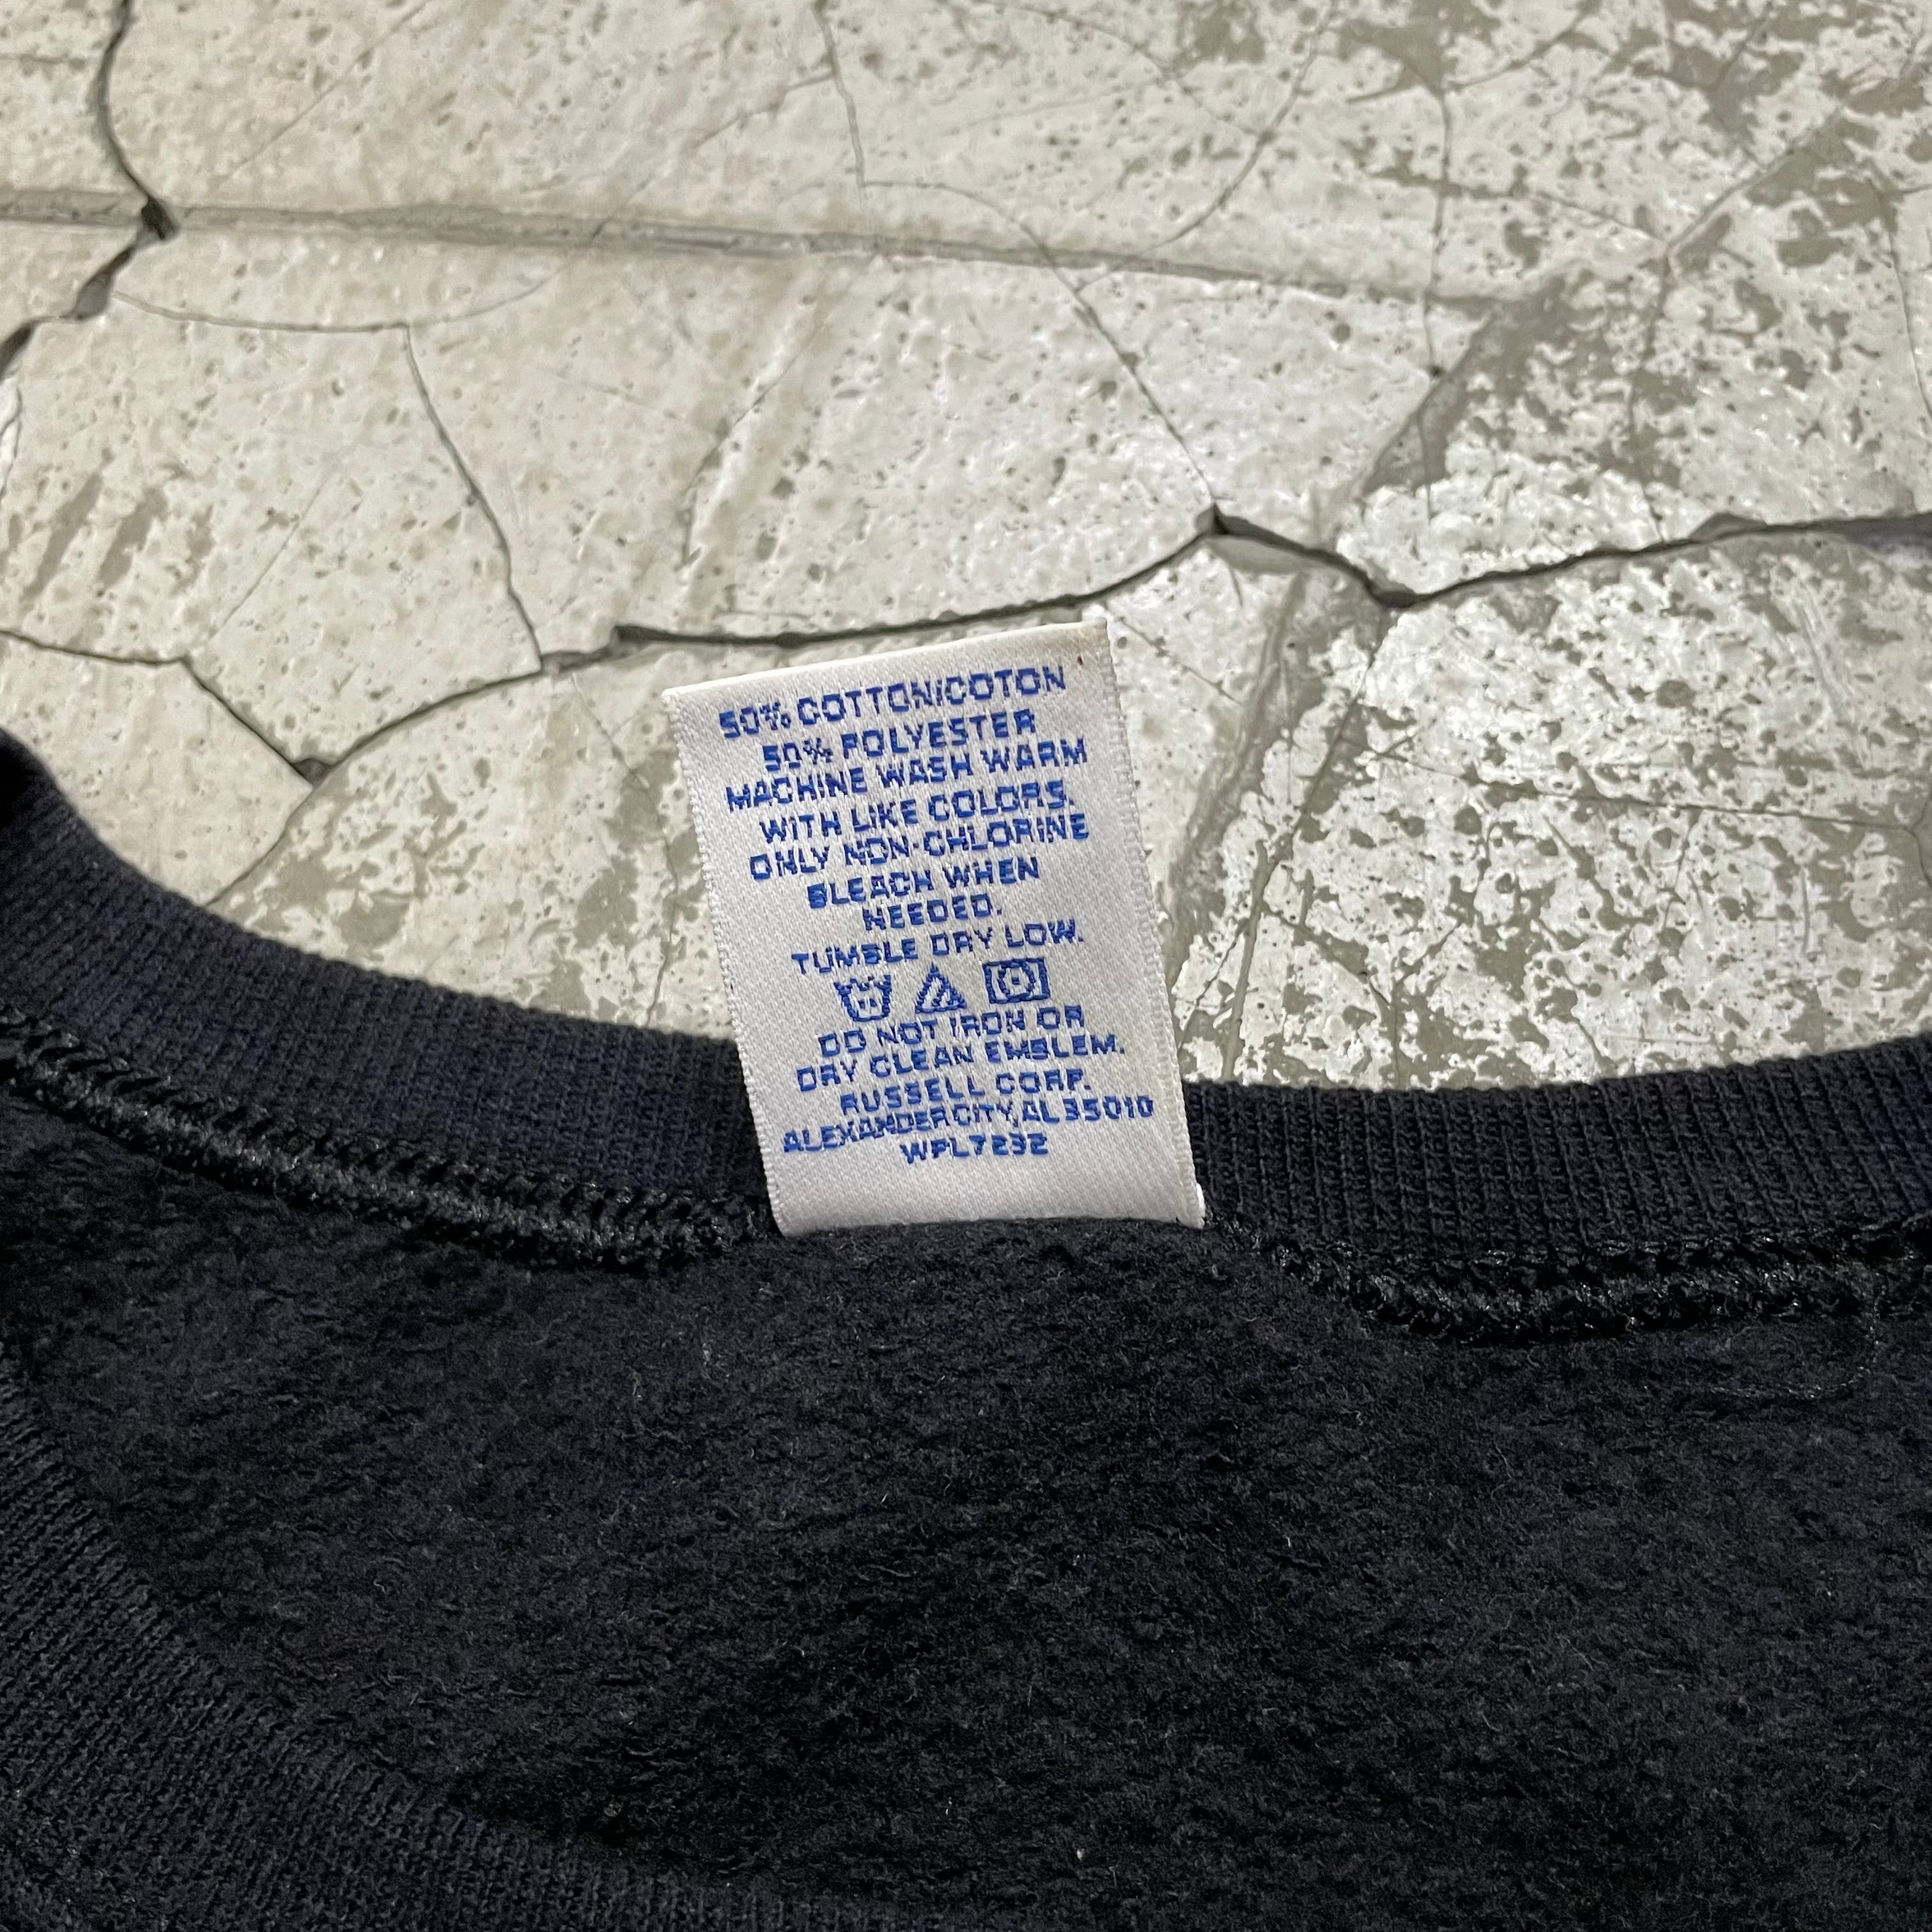 50% COTTON/COTON
50% POLYESTER
MACHINE WASH WARM
WITH LIKE COLORS.
ONLY NON-CHLORINE
BLEACH WHEN
NEEDED.
TUMBLE DRY LOW.
DO NOT IRON OR
DRY CLEAN EMBLEM.
RUSSELL CORP.
ALEXANDER CITY, AL 35010
WPL7232